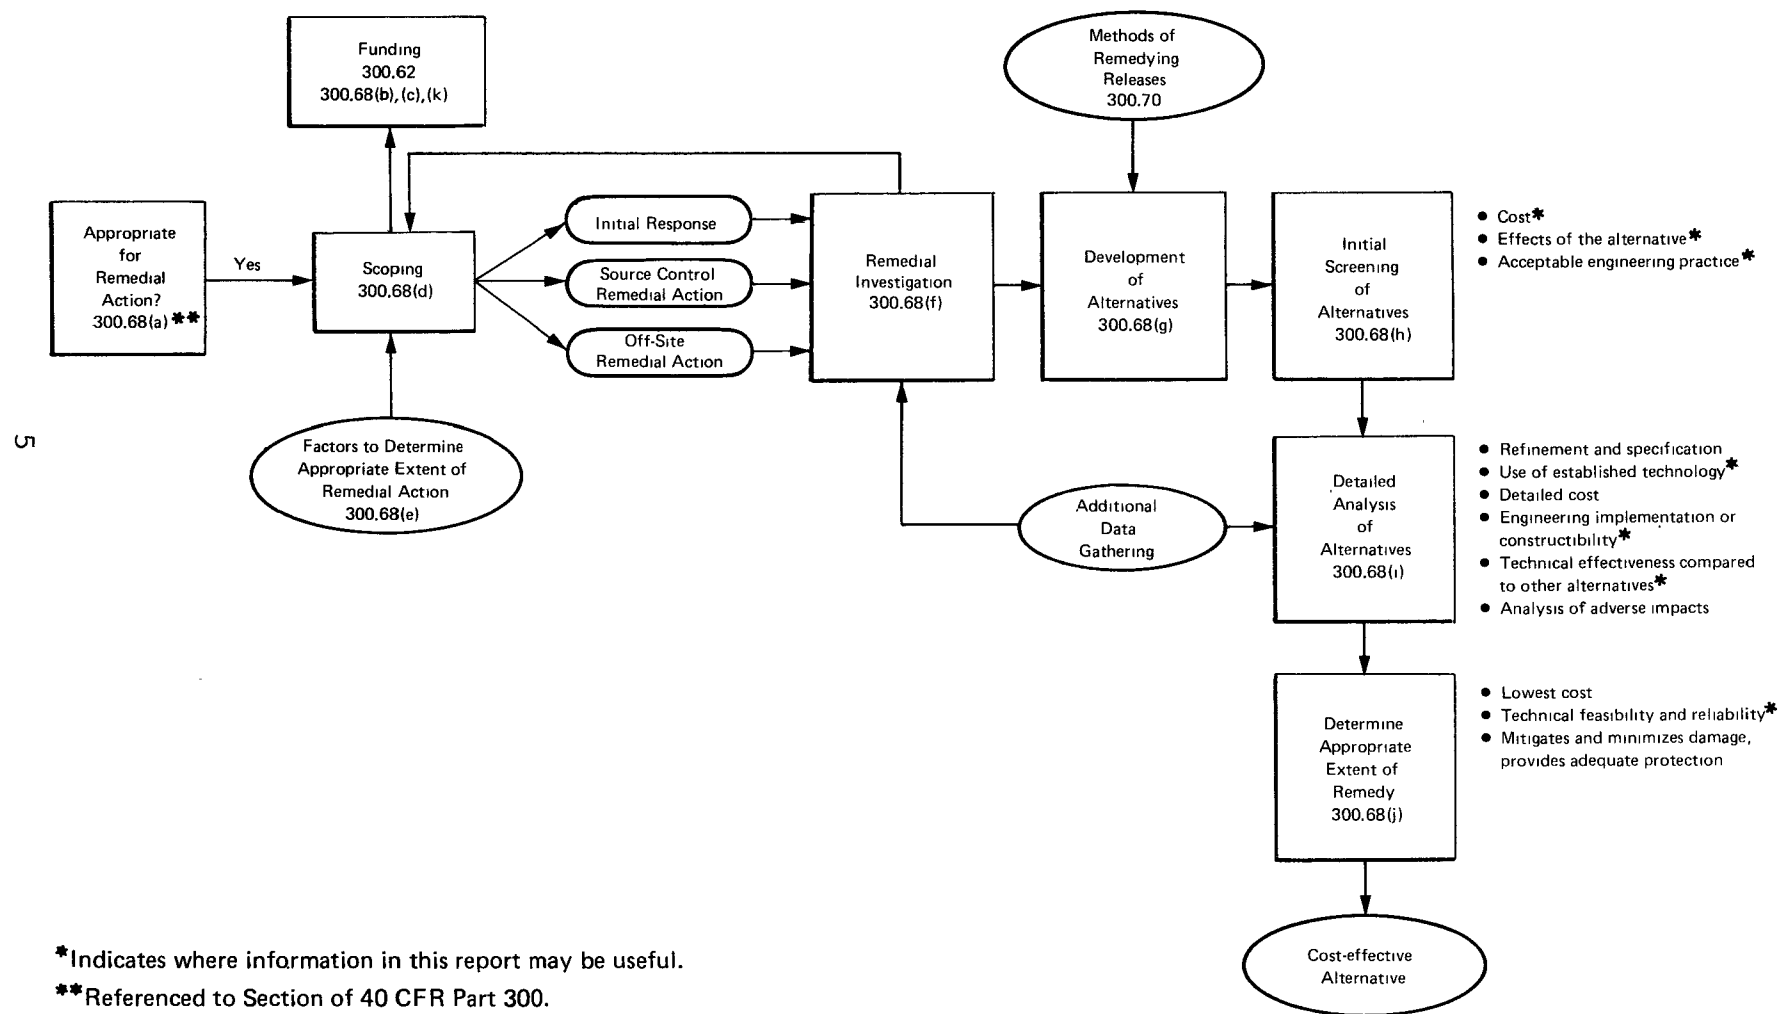 Funding
300.62
300.68(b),(c),(k)
Methods of
Remedying
Releases
300.70
Appropriate
for
Remedial
Action?
300.68(a) **
Yes
Scoping
300.68(d)
Initial Response
Source Control
Remedial Action
Off-Site
Remedial Action
Remedial
Investigation
300.68(f)
Development
of
Alternatives
300.68(g)
Initial
Screening
of
Alternatives
300.68(h)
● Cost*
● Effects of the alternative*
● Acceptable engineering practice*
Factors to Determine
Appropriate Extent of
Remedial Action
300.68(e)
Additional
Data
Gathering
Detailed
Analysis
of
Alternatives
300.68(i)
● Refinement and specification
● Use of established technology*
● Detailed cost
● Engineering implementation or
constructibility*
● Technical effectiveness compared
to other alternatives*
● Analysis of adverse impacts
Determine
Appropriate
Extent of
Remedy
300.68(j)
● Lowest cost
● Technical feasibility and reliability*
● Mitigates and minimizes damage,
provides adequate protection
Cost-effective
Alternative
5
*Indicates where information in this report may be useful.
**Referenced to Section of 40 CFR Part 300.